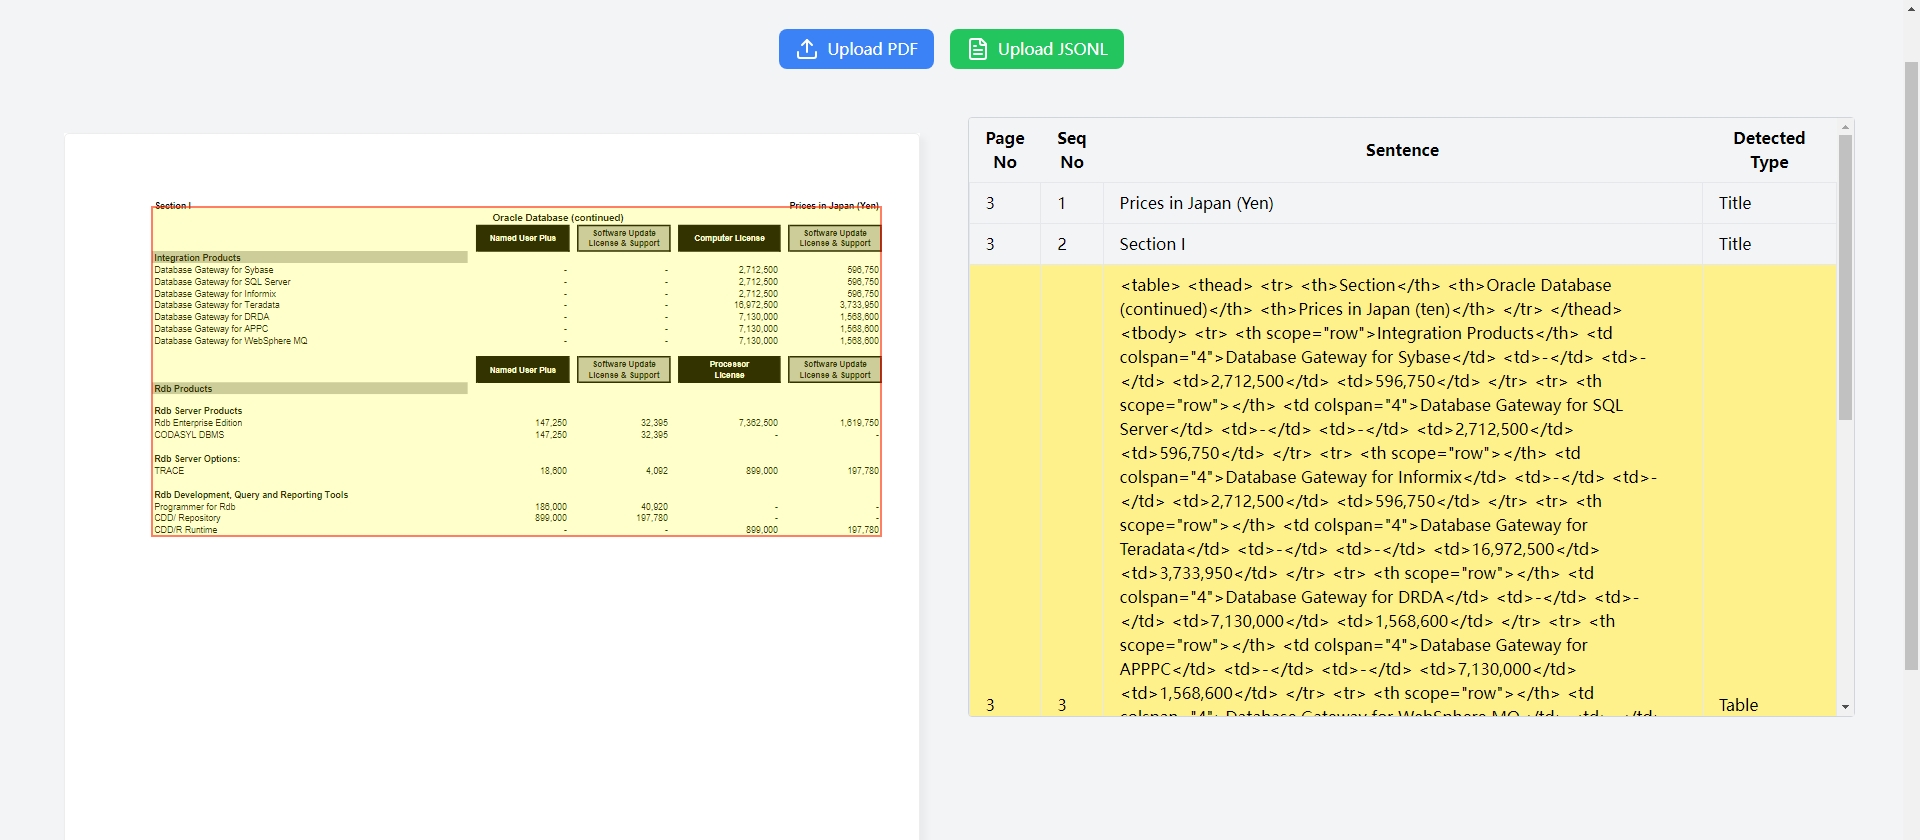 Upload PDF
Upload JSONL
Section I
Prices in Japan (Yen)
Oracle Database (continued)
Named User Plus
Software Update
License & Support
Computer License
Software Update
License & Support
Integration Products
Database Gateway for Sybase - - 2,712,500 596,750
Database Gateway for SQL Server - - 2,712,500 596,750
Database Gateway for Informix - - 2,712,500 596,750
Database Gateway for Teradata - - 16,972,500 3,733,950
Database Gateway for DRDA - - 7,130,000 1,568,600
Database Gateway for APPC - - 7,130,000 1,568,600
Database Gateway for WebSphere MQ - - 7,130,000 1,568,600
Named User Plus
Software Update
License & Support
Processor
License
Software Update
License & Support
Rdb Products
Rdb Server Products
Rdb Enterprise Edition 147,250 32,395 7,362,500 1,619,750
CODASYL DBMS 147,250 32,395 - -
Rdb Server Options:
TRACE 18,600 4,092 899,000 197,780
Rdb Development, Query and Reporting Tools
Programmer for Rdb 186,000 40,920 - -
CDD/ Repository 899,000 197,780 - -
CDD/R Runtime - - 899,000 197,780
Page
No
Seq
No
Sentence
Detected
Type
3 1 Prices in Japan (Yen) Title
3 2 Section I Title
<table> <thead> <tr> <th>Section</th> <th>Oracle Database
(continued)</th> <th>Prices in Japan (ten)</th> </tr> </thead>
<tbody> <tr> <th scope="row">Integration Products</th> <td
colspan="4">Database Gateway for Sybase</td> <td>-</td> <td>-
</td> <td>2,712,500</td> <td>596,750</td> </tr> <tr> <th
scope="row"></th> <td colspan="4">Database Gateway for SQL
Server</td> <td>-</td> <td>-</td> <td>2,712,500</td>
<td>596,750</td> </tr> <tr> <th scope="row"></th> <td
colspan="4">Database Gateway for Informix</td> <td>-</td> <td>-
</td> <td>2,712,500</td> <td>596,750</td> </tr> <tr> <th
scope="row"></th> <td colspan="4">Database Gateway for
Teradata</td> <td>-</td> <td>-</td> <td>16,972,500</td>
<td>3,733,950</td> </tr> <tr> <th scope="row"></th> <td
colspan="4">Database Gateway for DRDA</td> <td>-</td> <td>-
</td> <td>7,130,000</td> <td>1,568,600</td> </tr> <tr> <th
scope="row"></th> <td colspan="4">Database Gateway for
APPPC</td> <td>-</td> <td>-</td> <td>7,130,000</td>
<td>1,568,600</td> </tr> <tr> <th scope="row"></th> <td
colspan="4">Database Gateway for WebSphere MQ</td> <td>-</td>
3 3 Table